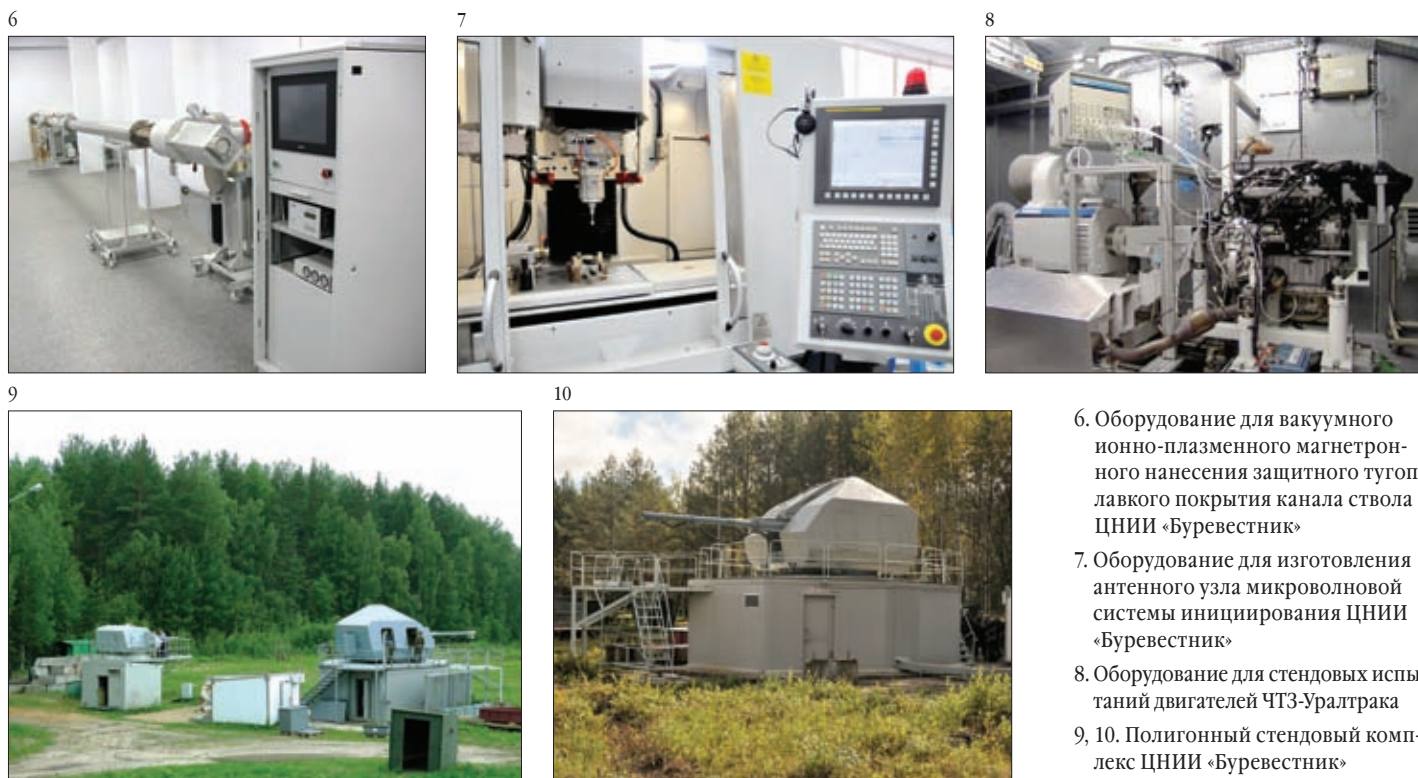 6
7
8
9
10
6. Оборудование для вакуумного
ионно-плазменного магнетрон-
ного нанесения защитного тугоп
лавкого покрытия канала ствола
ЦНИИ «Буревестник»
7. Оборудование для изготовления
антенного узла микроволновой
системы инициирования ЦНИИ
«Буревестник»
8. Оборудование для стендовых испы
таний двигателей ЧТЗ-Уралтрака
9, 10. Полигонный стендовый комп-
лекс ЦНИИ «Буревестник»